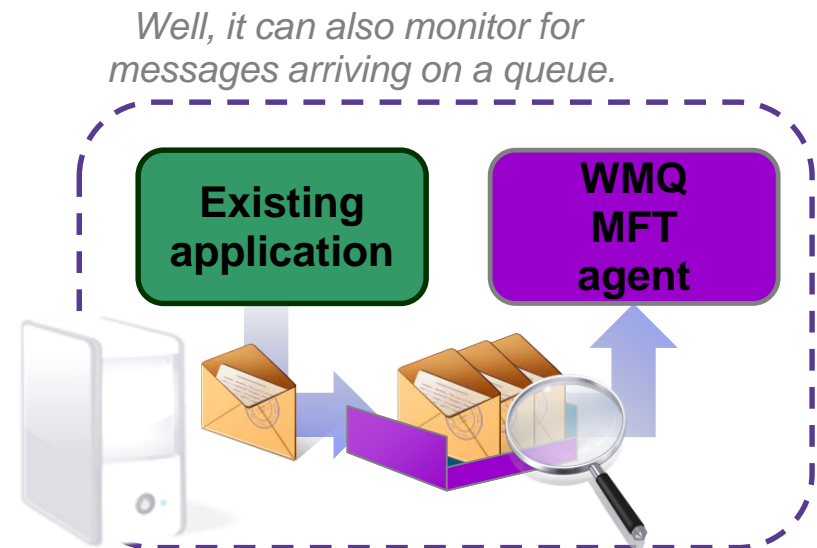 Well, it can also monitor for
messages arriving on a queue.
Existing
application
WMQ
MFT
agent